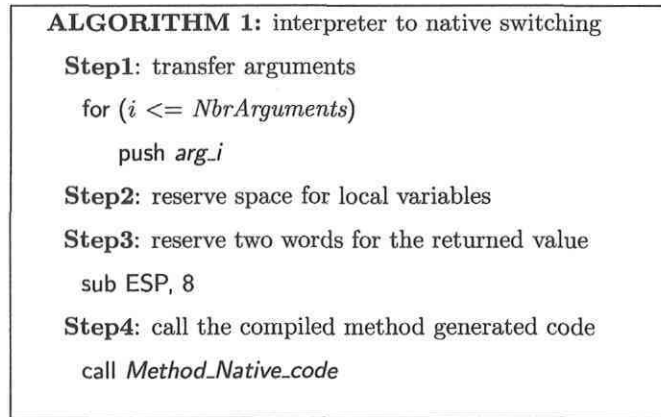 ALGORITHM 1: interpreter to native switching
Step1: transfer arguments
for (i <= NbrArguments)
push arg_i
Step2: reserve space for local variables
Step3: reserve two words for the returned value
sub ESP, 8
Step4: call the compiled method generated code
call Method_Native_code